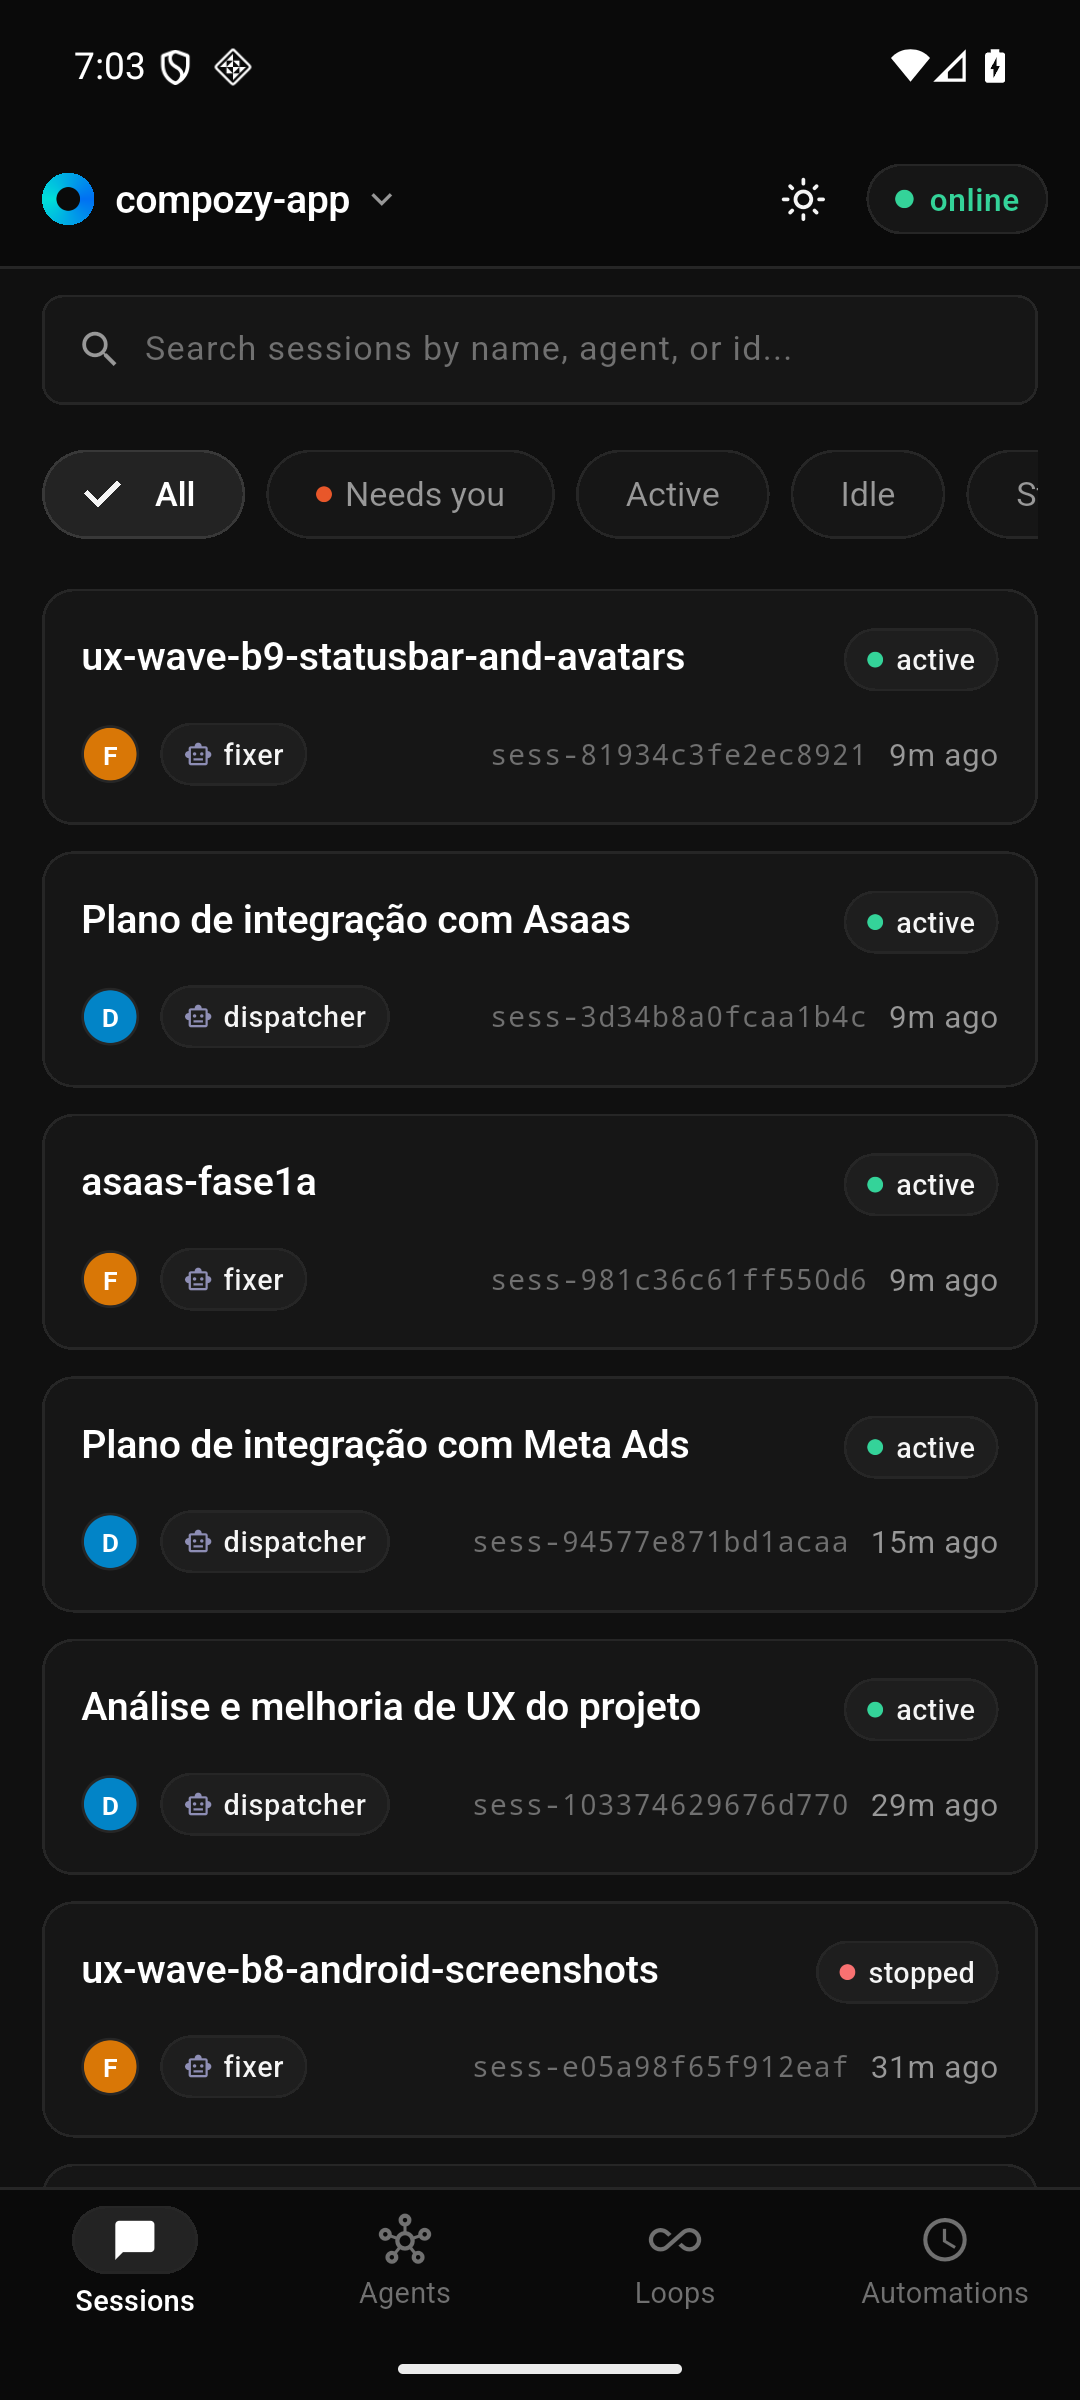 7:03
compozy-app
online
Search sessions by name, agent, or id...
All
Needs you
Active
Idle
ux-wave-b9-statusbar-and-avatars
active
F
fixer
sess-81934c3fe2ec8921
9m ago
Plano de integração com Asaas
active
D
dispatcher
sess-3d34b8a0fcaa1b4c
9m ago
asaas-fase1a
active
F
fixer
sess-981c36c61ff550d6
9m ago
Plano de integração com Meta Ads
active
D
dispatcher
sess-94577e871bd1acaa
15m ago
Análise e melhoria de UX do projeto
active
D
dispatcher
sess-103374629676d770
29m ago
ux-wave-b8-android-screenshots
stopped
F
fixer
sess-e05a98f65f912eaf
31m ago
Sessions
Agents
Loops
Automations